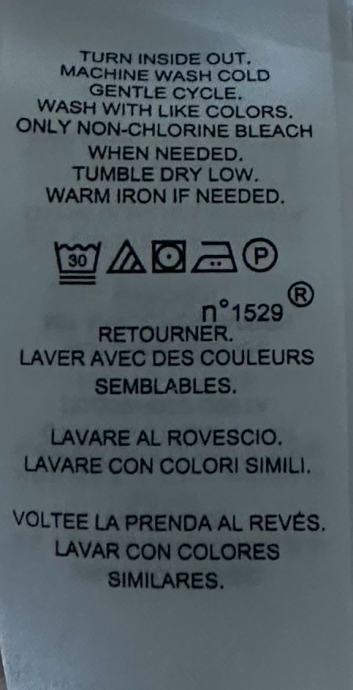 TURN INSIDE OUT.
MACHINE WASH COLD
GENTLE CYCLE.
WASH WITH LIKE COLORS.
ONLY NON-CHLORINE BLEACH
WHEN NEEDED.
TUMBLE DRY LOW.
WARM IRON IF NEEDED.
30 P
n°1529 ®
RETOURNER.
LAVER AVEC DES COULEURS
SEMBLABLES.
LAVARE AL ROVESCIO.
LAVARE CON COLORI SIMILI.
VOLTEE LA PRENDA AL REVÉS.
LAVAR CON COLORES
SIMILARES.